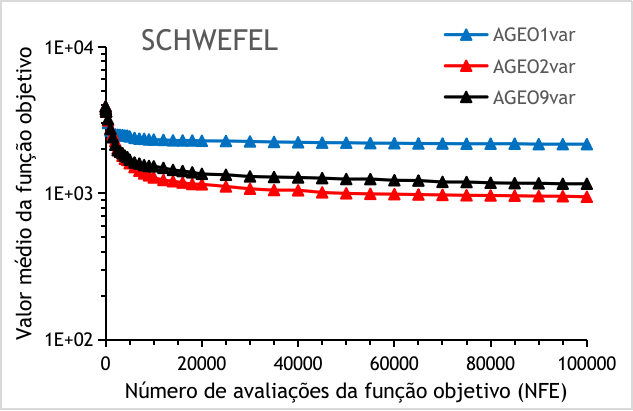 SCHWEFEL
AGEO1var
AGEO2var
AGEO9var
Valor médio da função objetivo
1E+04
1E+03
1E+02
0 20000 40000 60000 80000 100000
Número de avaliações da função objetivo (NFE)